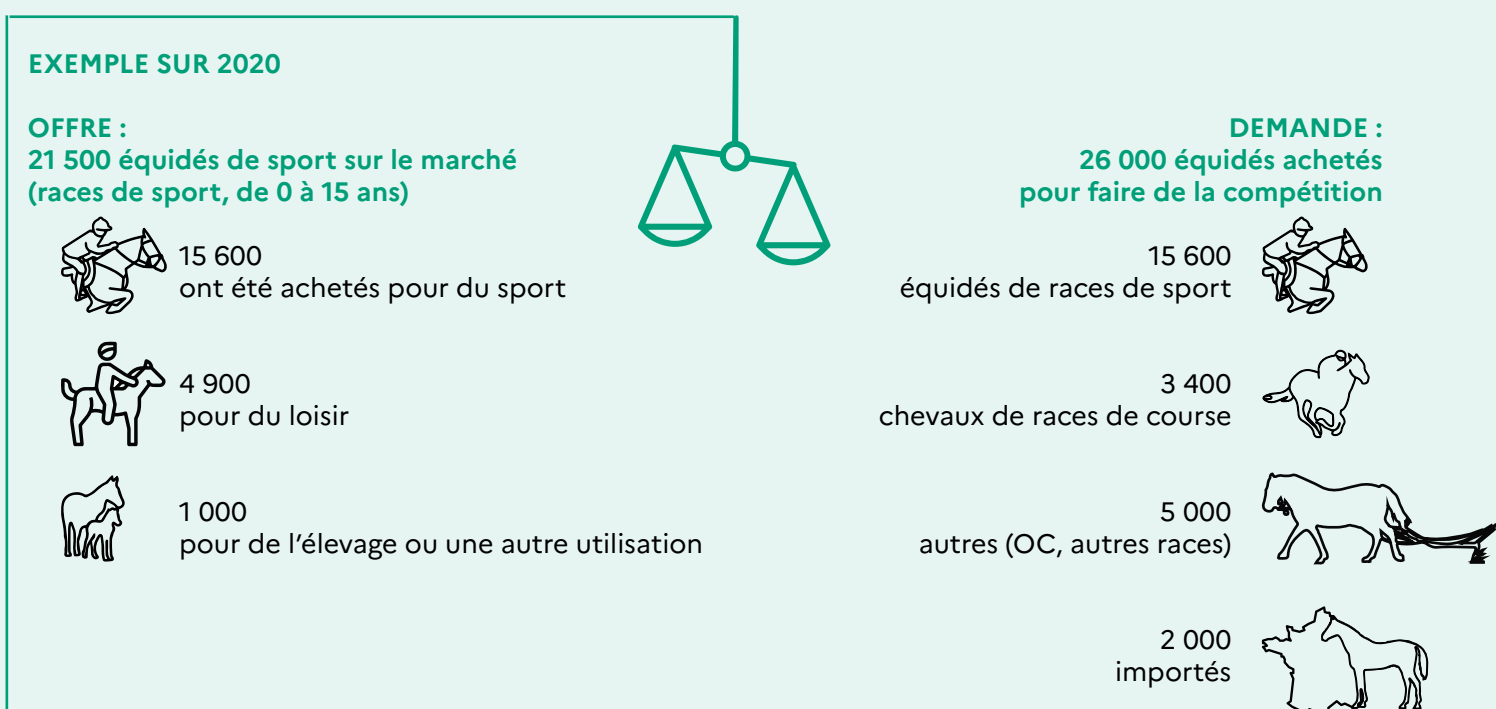 EXEMPLE SUR 2020
OFFRE :
21 500 équidés de sport sur le marché
(races de sport, de 0 à 15 ans)
15 600
ont été achetés pour du sport
4 900
pour du loisir
1 000
pour de l'élevage ou une autre utilisation
DEMANDE :
26 000 équidés achetés
pour faire de la compétition
15 600
équidés de races de sport
3 400
chevaux de races de course
5 000
autres (OC, autres races)
2 000
importés